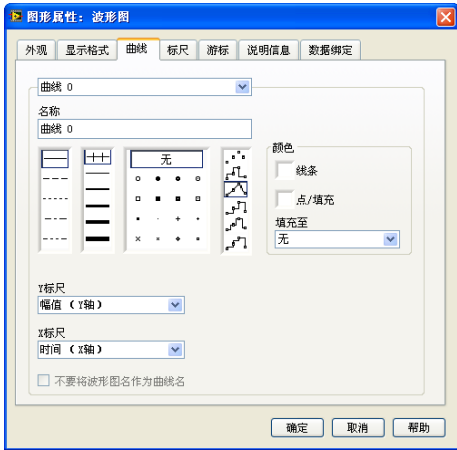 图形属性: 波形图
外观 显示格式 曲线 标尺 游标 说明信息 数据绑定
曲线 0
名称
曲线 0
无
颜色
线条
点/填充
填充至
无
Y标尺
幅值 (Y轴)
X标尺
时间 (X轴)
不要将波形图名作为曲线名
确定 取消 帮助